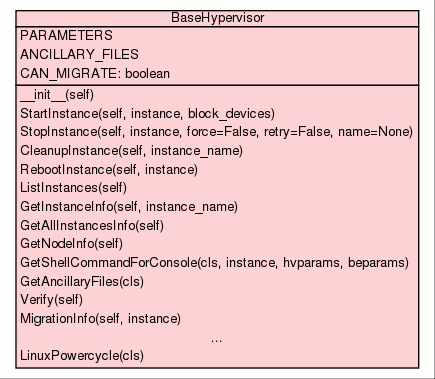 BaseHypervisor
PARAMETERS
ANCILLARY_FILES
CAN_MIGRATE: boolean
__init__(self)
StartInstance(self, instance, block_devices)
StopInstance(self, instance, force=False, retry=False, name=None)
CleanupInstance(self, instance_name)
RebootInstance(self, instance)
ListInstances(self)
GetInstanceInfo(self, instance_name)
GetAllInstancesInfo(self)
GetNodeInfo(self)
GetShellCommandForConsole(cls, instance, hvparams, beparams)
GetAncillaryFiles(cls)
Verify(self)
MigrationInfo(self, instance)
...
LinuxPowercycle(cls)